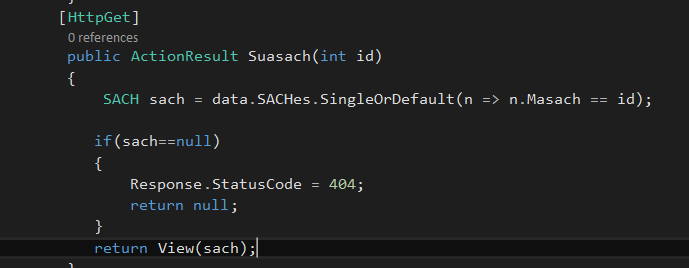 }
[HttpGet]
0 references
public ActionResult Suasach(int id)
{
SACH sach = data.SACHes.SingleOrDefault(n => n.Masach == id);
if(sach==null)
{
Response.StatusCode = 404;
return null;
}
return View(sach);
}